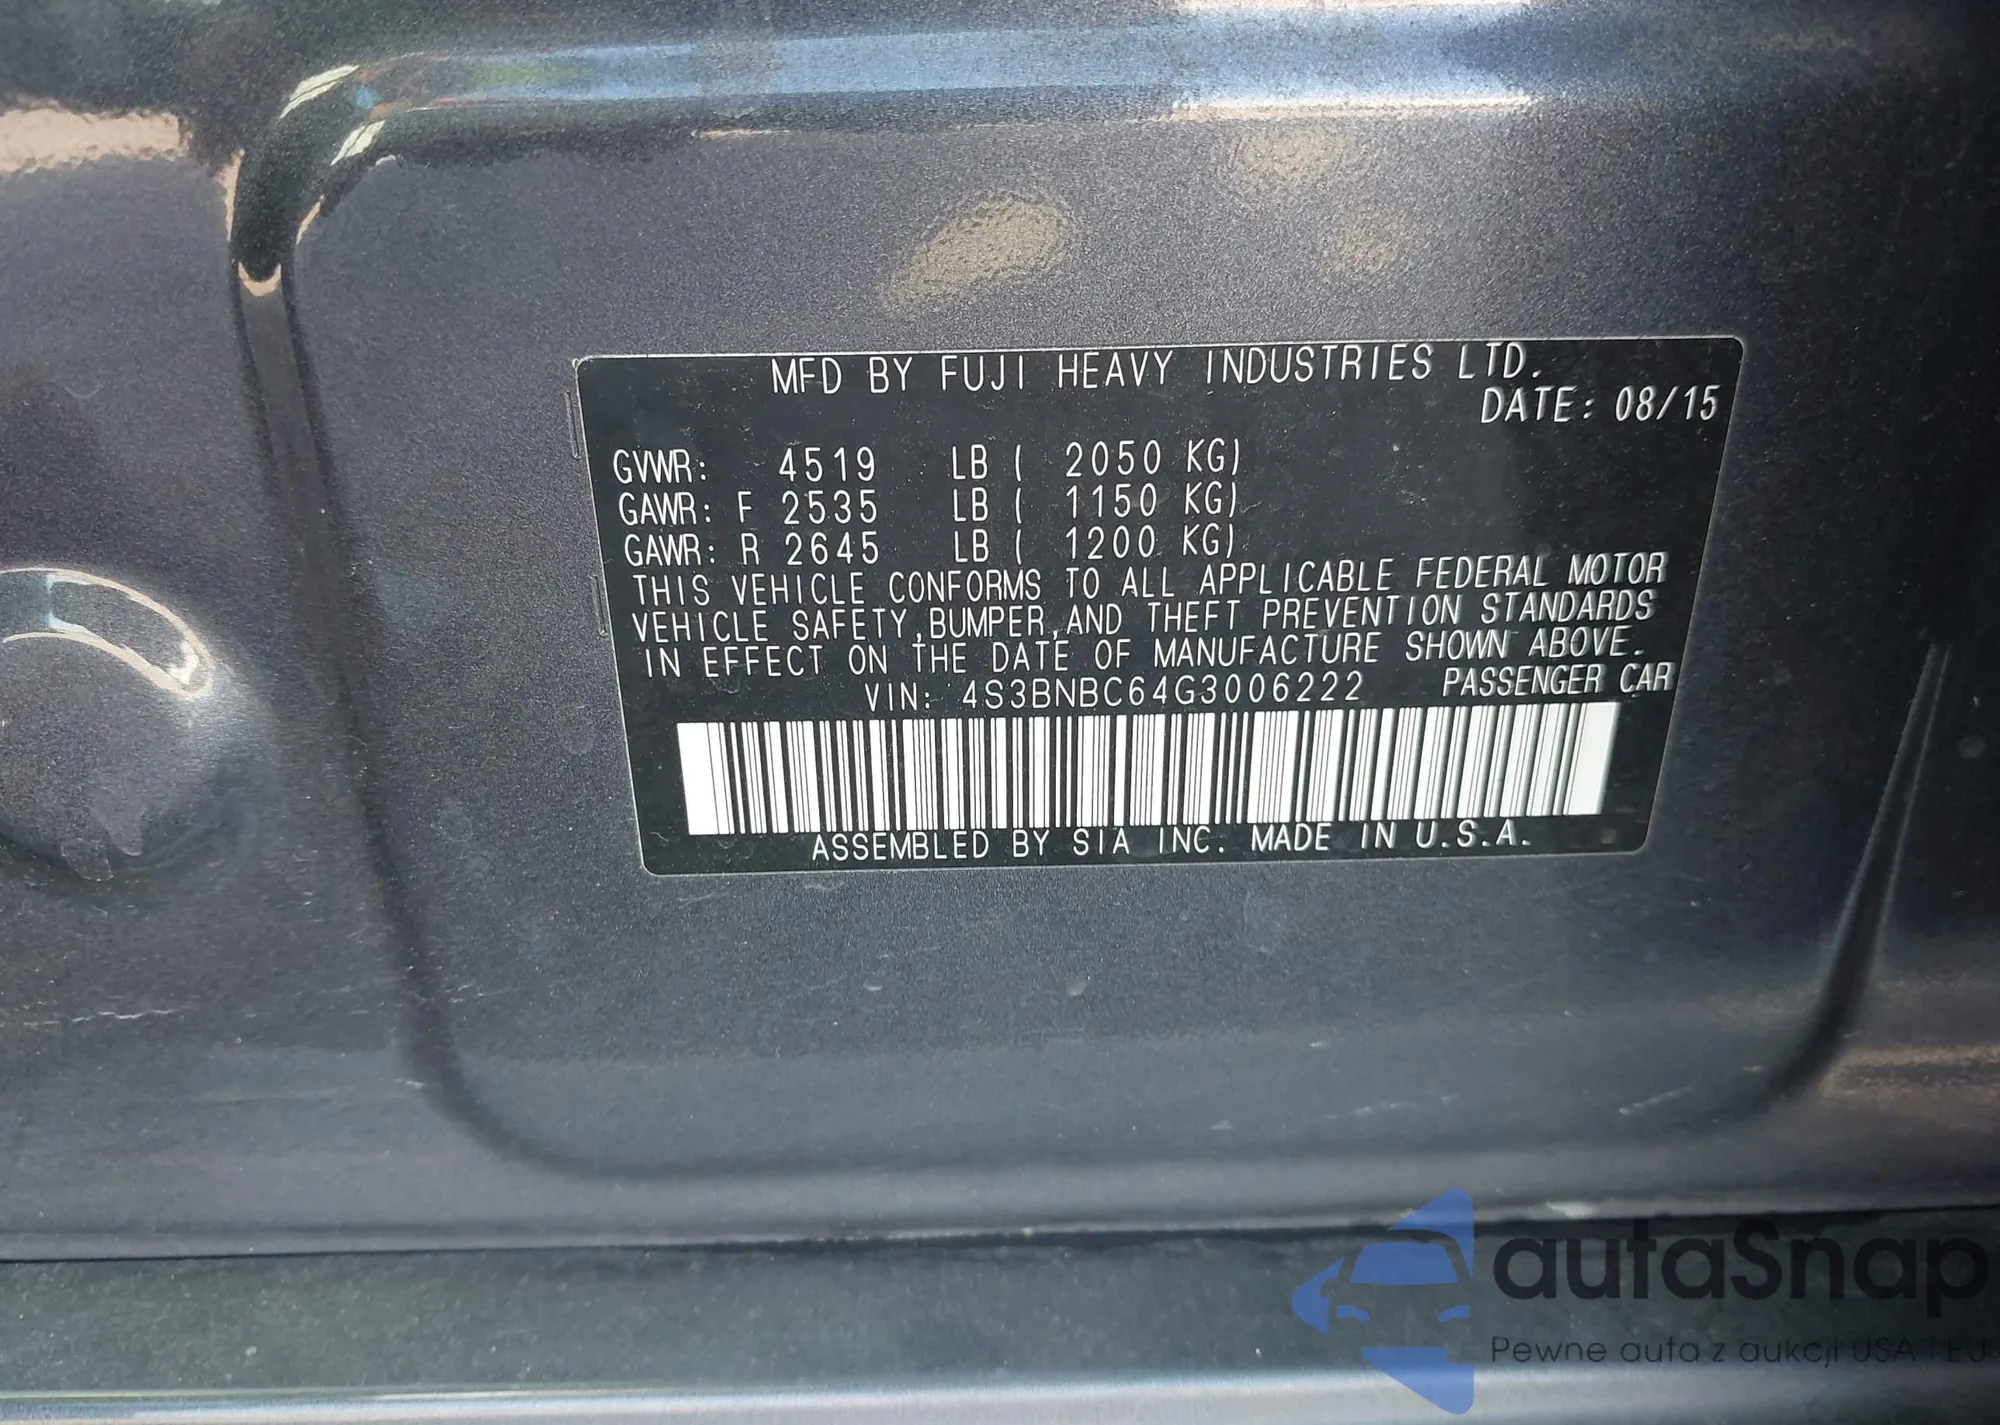 MFD BY FUJI HEAVY INDUSTRIES LTD.
DATE: 08/15
GVWR: 4519 LB ( 2050 KG)
GAWR: F 2535 LB ( 1150 KG)
GAWR: R 2645 LB ( 1200 KG)
THIS VEHICLE CONFORMS TO ALL APPLICABLE FEDERAL MOTOR
VEHICLE SAFETY,BUMPER,AND THEFT PREVENTION STANDARDS
IN EFFECT ON THE DATE OF MANUFACTURE SHOWN ABOVE.
VIN: 4S3BNBC64G3006222 PASSENGER CAR
ASSEMBLED BY SIA INC. MADE IN U.S.A.
autaSnap
Pewne auta z aukcji USA i EU